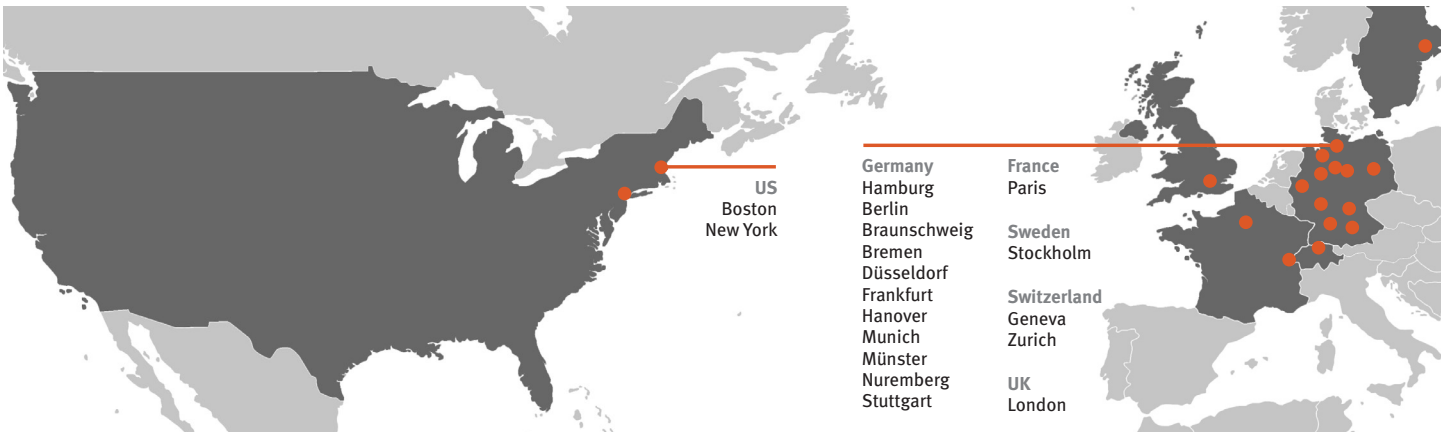 US
Boston
New York
Germany
Hamburg
Berlin
Braunschweig
Bremen
Düsseldorf
Frankfurt
Hanover
Munich
Münster
Nuremberg
Stuttgart
France
Paris
Sweden
Stockholm
Switzerland
Geneva
Zurich
UK
London